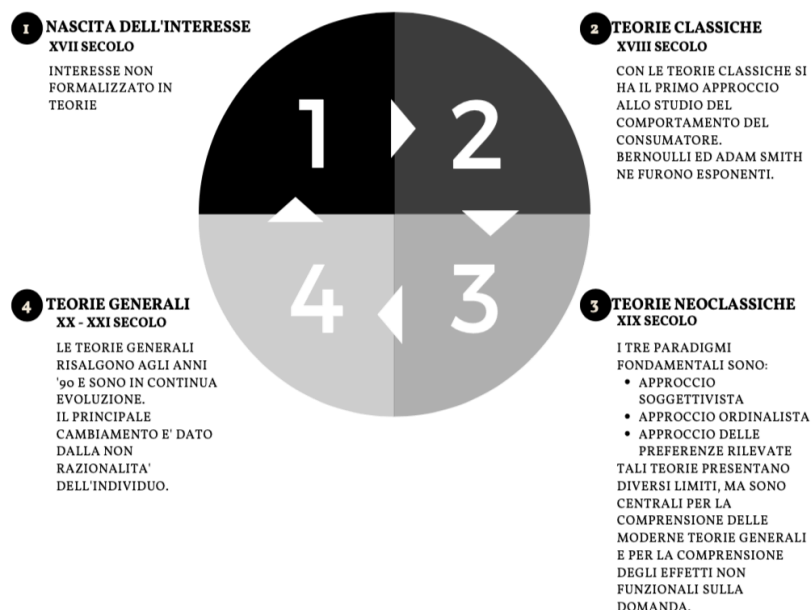 1 NASCITA DELL'INTERESSE
XVII SECOLO
INTERESSE NON
FORMALIZZATO IN
TEORIE
2 TEORIE CLASSICHE
XVIII SECOLO
CON LE TEORIE CLASSICHE SI
HA IL PRIMO APPROCCIO
ALLO STUDIO DEL
COMPORTAMENTO DEL
CONSUMATORE.
BERNOULLI ED ADAM SMITH
NE FURONO ESPONENTI.
1 2
4 3
3 TEORIE NEOCLASSICHE
XIX SECOLO
I TRE PARADIGMI
FONDAMENTALI SONO:
• APPROCCIO
SOGGETTIVISTA
• APPROCCIO ORDINALISTA
• APPROCCIO DELLE
PREFERENZE RILEVATE
TALI TEORIE PRESENTANO
DIVERSI LIMITI, MA SONO
CENTRALI PER LA
COMPRENSIONE DELLE
MODERNE TEORIE GENERALI
E PER LA COMPRENSIONE
DEGLI EFFETTI NON
FUNZIONALI SULLA
DOMANDA.
4 TEORIE GENERALI
XX - XXI SECOLO
LE TEORIE GENERALI
RISALGONO AGLI ANNI
'90 E SONO IN CONTINUA
EVOLUZIONE.
IL PRINCIPALE
CAMBIAMENTO E' DATO
DALLA NON
RAZIONALITA'
DELL'INDIVIDUO.